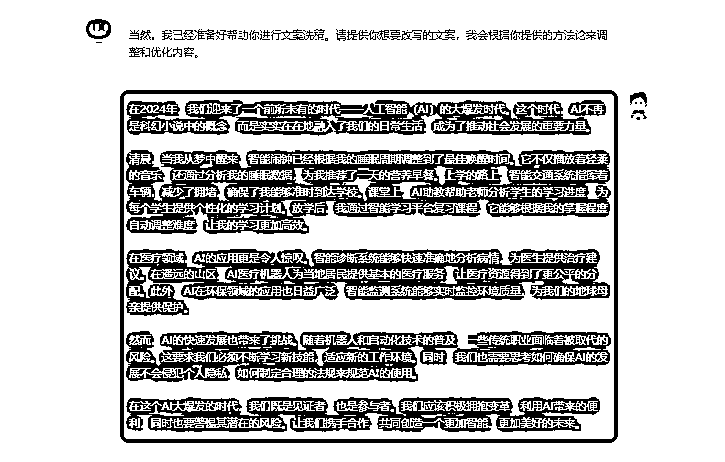 当然，我已经准备好帮助你进行文案洗稿。请提供你想要改写的文案，我会根据你提供的方法论来调
整和优化内容。
在2024年，我们迎来了一个前所未有的时代——人工智能（AI）的大爆发时代。这个时代，AI不再
是科幻小说中的概念，而是实实在在地融入了我们的日常生活，成为了推动社会发展的重要力量。
清晨，当我从梦中醒来，智能闹钟已经根据我的睡眠周期调整到了最佳唤醒时间。它不仅播放着轻柔
的音乐，还通过分析我的睡眠数据，为我推荐了一天的营养早餐。上学的路上，智能交通系统指挥着
车辆，减少了拥堵，确保了我能够准时到达学校。课堂上，AI助教帮助老师分析学生的学习进度，为
每个学生提供个性化的学习计划。放学后，我通过智能学习平台复习课程，它能够根据我的掌握程度
自动调整难度，让我的学习更加高效。
在医疗领域，AI的应用更是令人惊叹。智能诊断系统能够快速准确地分析病情，为医生提供治疗建
议。在遥远的山区，AI医疗机器人为当地居民提供基本的医疗服务，让医疗资源得到了更公平的分
配。此外，AI在环保领域的应用也日益广泛，智能监测系统能够实时监控环境质量，为我们的地球母
亲提供保护。
然而，AI的快速发展也带来了挑战。随着机器人和自动化技术的普及，一些传统职业面临着被取代的
风险。这要求我们必须不断学习新技能，适应新的工作环境。同时，我们也需要思考如何确保AI的发
展不会侵犯个人隐私，如何制定合理的法规来规范AI的使用。
在这个AI大爆发的时代，我们既是见证者，也是参与者。我们应该积极拥抱变革，利用AI带来的便
利，同时也要警惕其潜在的风险。让我们携手合作，共同创造一个更加智能、更加美好的未来。